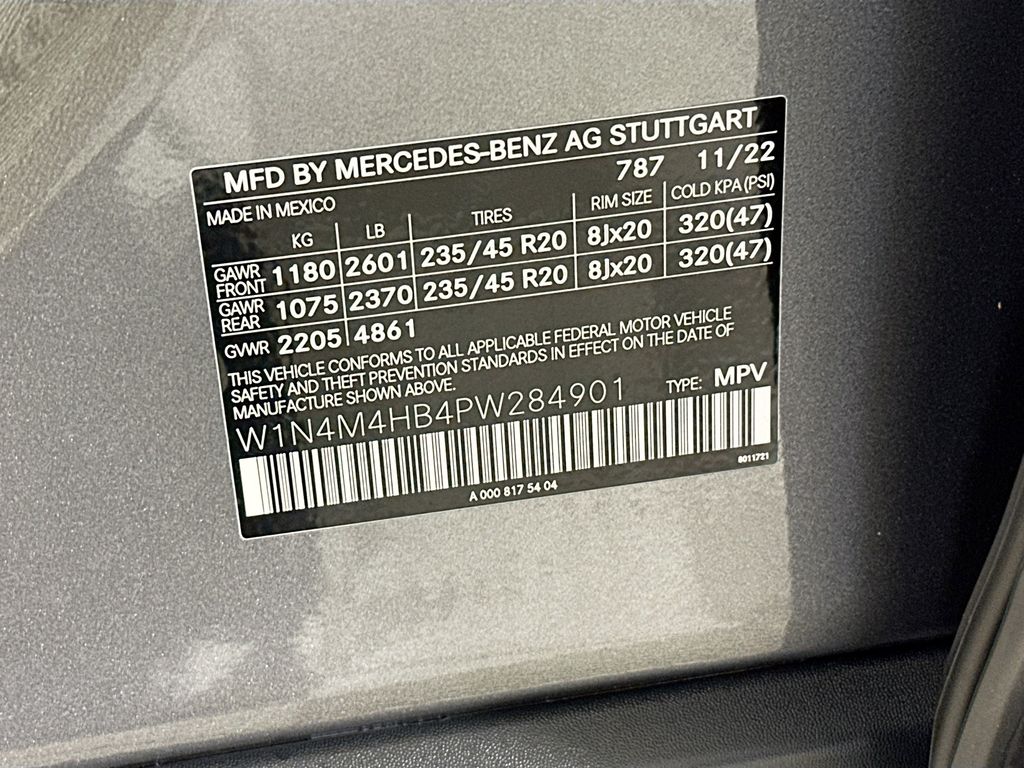 MFD BY MERCEDES-BENZ AG STUTTGART
MADE IN MEXICO 787 11/22
KG LB TIRES RIM SIZE COLD KPA (PSI)
GAWR FRONT 1180 2601 235/45 R20 8Jx20 320(47)
GAWR REAR 1075 2370 235/45 R20 8Jx20 320(47)
GVWR 2205 4861
THIS VEHICLE CONFORMS TO ALL APPLICABLE FEDERAL MOTOR VEHICLE
SAFETY AND THEFT PREVENTION STANDARDS IN EFFECT ON THE DATE OF
MANUFACTURE SHOWN ABOVE.
W1N4M4HB4PW284901 TYPE: MPV
A 000 817 54 04 8011721